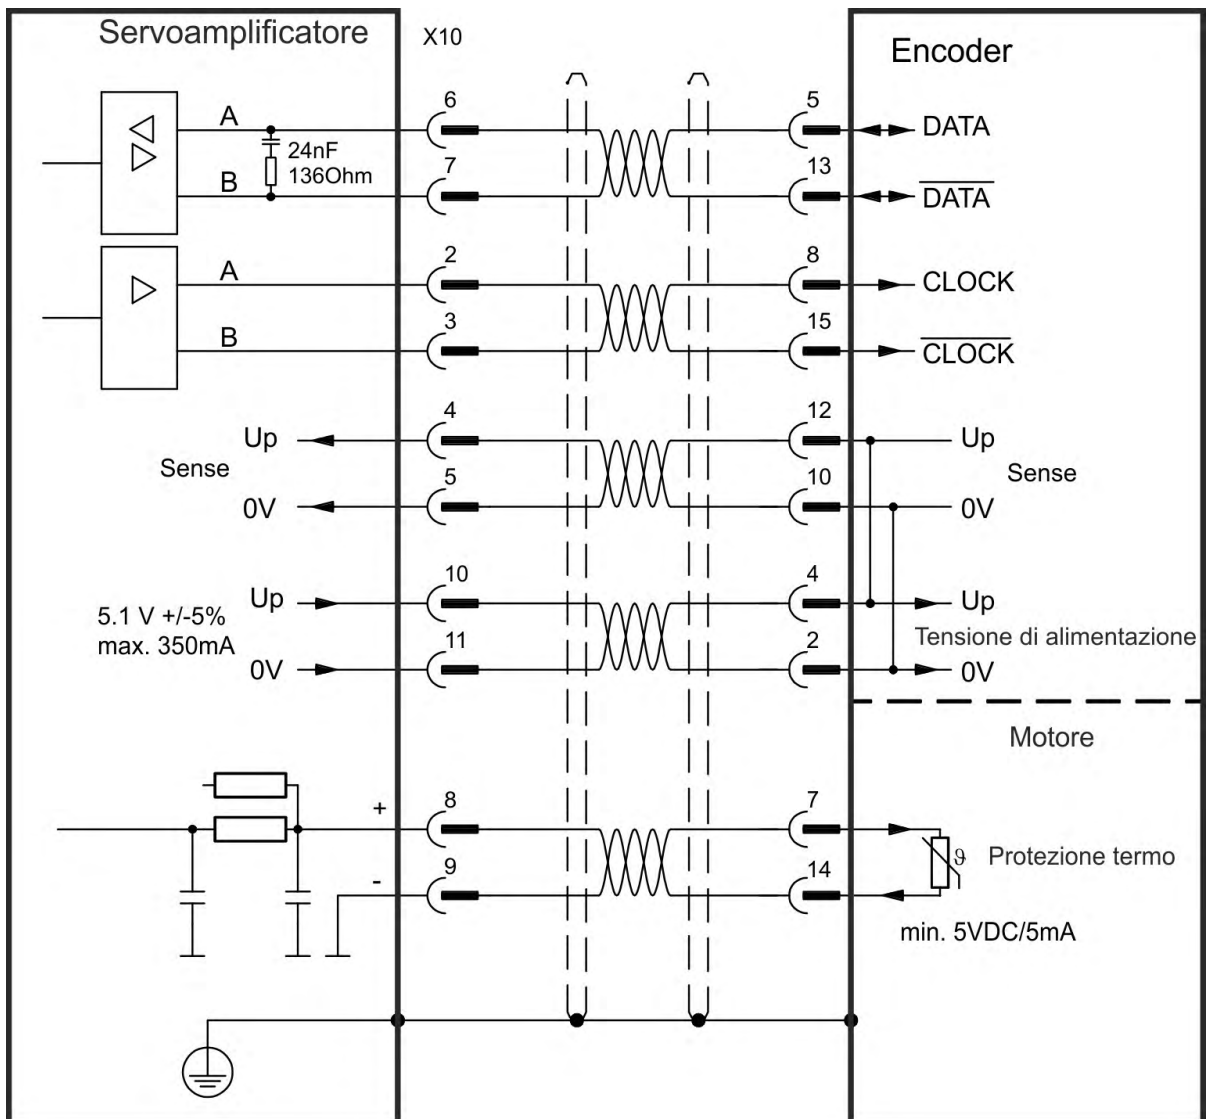 Servoamplificatore
X10
Encoder
6
5
A
DATA
24nF
136Ohm
7
13
B
DATA
2
8
A
CLOCK
3
15
B
CLOCK
4
12
Up
Up
Sense
Sense
5
10
0V
0V
10
4
Up
Up
5.1 V +/-5%
max. 350mA
Tensione di alimentazione
11
2
0V
0V
Motore
8
7
+
ϑ Protezione termo
9
14
-
min. 5VDC/5mA